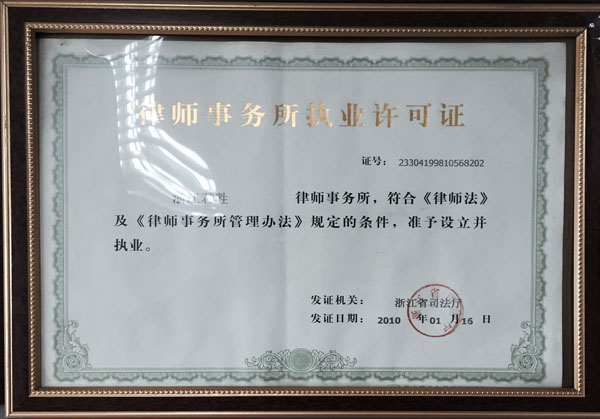 律师事务所执业许可证
证号: 23304199810568202
律师事务所，符合《律师法》
及《律师事务所管理办法》规定的条件，准予设立并
执业。
发证机关： 浙江省司法厅
发证日期： 2010 年 01 月 16 日